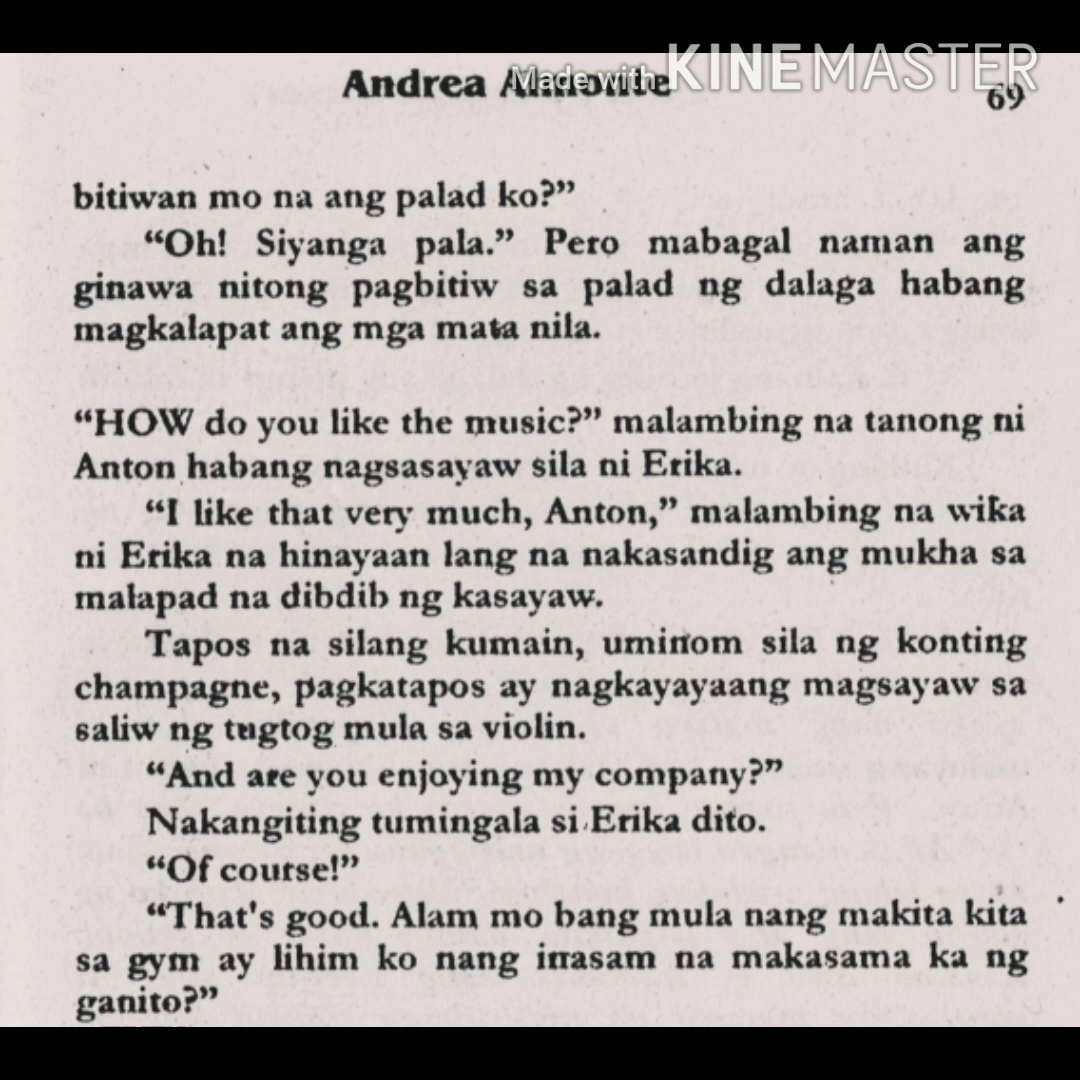 Andrea Almonte
Made with KINEMASTER
69
bitiwan mo na ang palad ko?”
“Oh! Siyanga pala.” Pero mabagal naman ang
ginawa nitong pagbitiw sa palad ng dalaga habang
magkalapat ang mga mata nila.
“HOW do you like the music?” malambing na tanong ni
Anton habang nagsasayaw sila ni Erika.
“I like that very much, Anton,” malambing na wika
ni Erika na hinayaan lang na nakasandig ang mukha sa
malapad na dibdib ng kasayaw.
Tapos na silang kumain, uminom sila ng konting
champagne, pagkatapos ay nagkayayaang magsayaw sa
saliw ng tugtog mula sa violin.
“And are you enjoying my company?”
Nakangiting tumingala si Erika dito.
“Of course!”
“That's good. Alam mo bang mula nang makita kita
sa gym ay lihim ko nang inasam na makasama ka ng
ganito?”